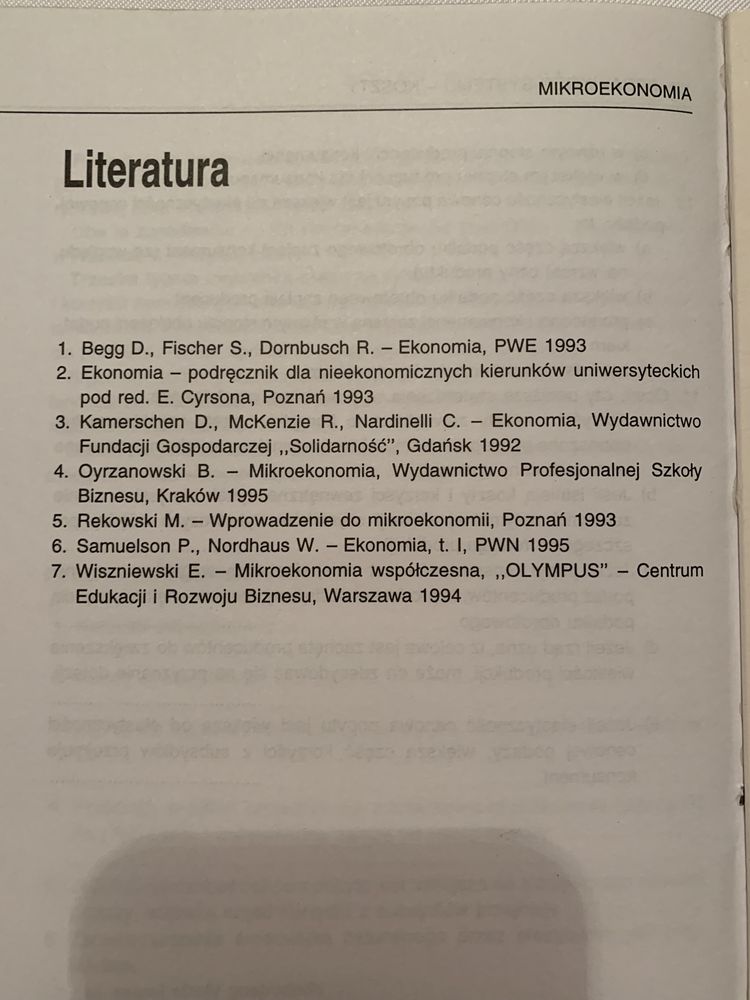 MIKROEKONOMIA
Literatura
1. Begg D., Fischer S., Dornbusch R. – Ekonomia, PWE 1993
2. Ekonomia – podręcznik dla nieekonomicznych kierunków uniwersyteckich
pod red. E. Cyrsona, Poznań 1993
3. Kamerschen D., McKenzie R., Nardinelli C. – Ekonomia, Wydawnictwo
Fundacji Gospodarczej ,,Solidarność”, Gdańsk 1992
4. Oyrzanowski B. – Mikroekonomia, Wydawnictwo Profesjonalnej Szkoły
Biznesu, Kraków 1995
5. Rekowski M. – Wprowadzenie do mikroekonomii, Poznań 1993
6. Samuelson P., Nordhaus W. – Ekonomia, t. I, PWN 1995
7. Wiszniewski E. – Mikroekonomia współczesna, ,,OLYMPUS” – Centrum
Edukacji i Rozwoju Biznesu, Warszawa 1994